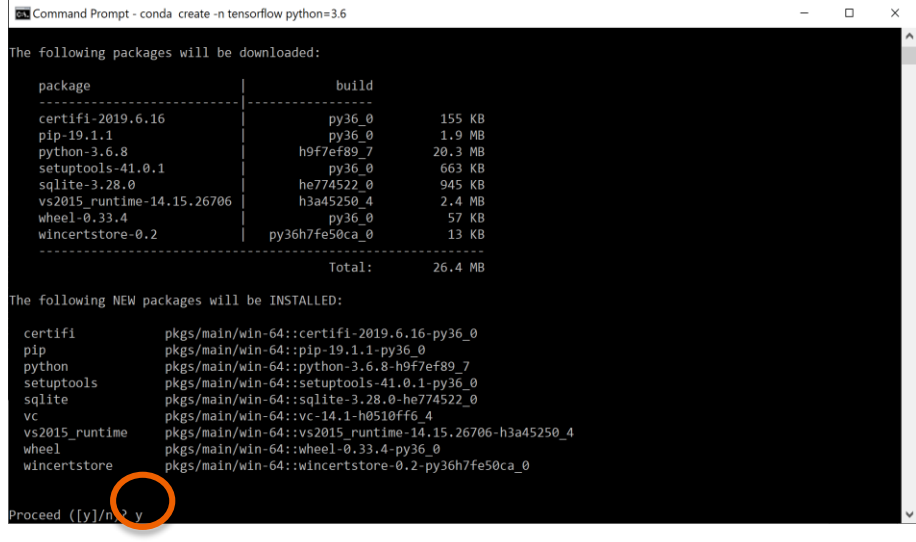 Command Prompt - conda create -n tensorflow python=3.6
The following packages will be downloaded:
package | build
---------------------------|-----------------
certifi-2019.6.16 | py36_0 155 KB
pip-19.1.1 | py36_0 1.9 MB
python-3.6.8 | h9f7ef89_7 20.3 MB
setuptools-41.0.1 | py36_0 663 KB
sqlite-3.28.0 | he774522_0 945 KB
vs2015_runtime-14.15.26706 | h3a45250_4 2.4 MB
wheel-0.33.4 | py36_0 57 KB
wincertstore-0.2 | py36h7fe50ca_0 13 KB
------------------------------------------------------------
Total: 26.4 MB
The following NEW packages will be INSTALLED:
certifi pkgs/main/win-64::certifi-2019.6.16-py36_0
pip pkgs/main/win-64::pip-19.1.1-py36_0
python pkgs/main/win-64::python-3.6.8-h9f7ef89_7
setuptools pkgs/main/win-64::setuptools-41.0.1-py36_0
sqlite pkgs/main/win-64::sqlite-3.28.0-he774522_0
vc pkgs/main/win-64::vc-14.1-h0510ff6_4
vs2015_runtime pkgs/main/win-64::vs2015_runtime-14.15.26706-h3a45250_4
wheel pkgs/main/win-64::wheel-0.33.4-py36_0
wincertstore pkgs/main/win-64::wincertstore-0.2-py36h7fe50ca_0
Proceed ([y]/n)? y